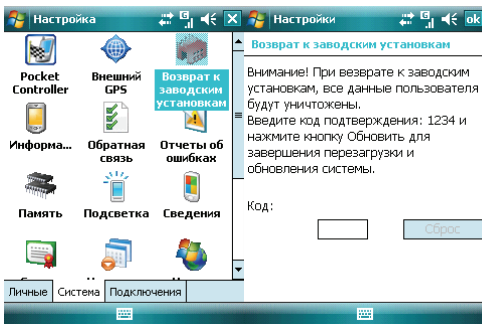 Настройка
G
Pocket Controller
Внешний GPS
Возврат к заводским установкам
Информа...
Обратная связь
Отчеты об ошибках
Память
Подсветка
Сведения
Личные Система Подключения
Настройки
G
ok
Возврат к заводским установкам
Внимание! При везврате к заводским
установкам, все данные пользователя
будут уничтожены.
Введите код подтверждения: 1234 и
нажмите кнопку Обновить для
завершения перезагрузки и
обновления системы.
Код:
Сброс